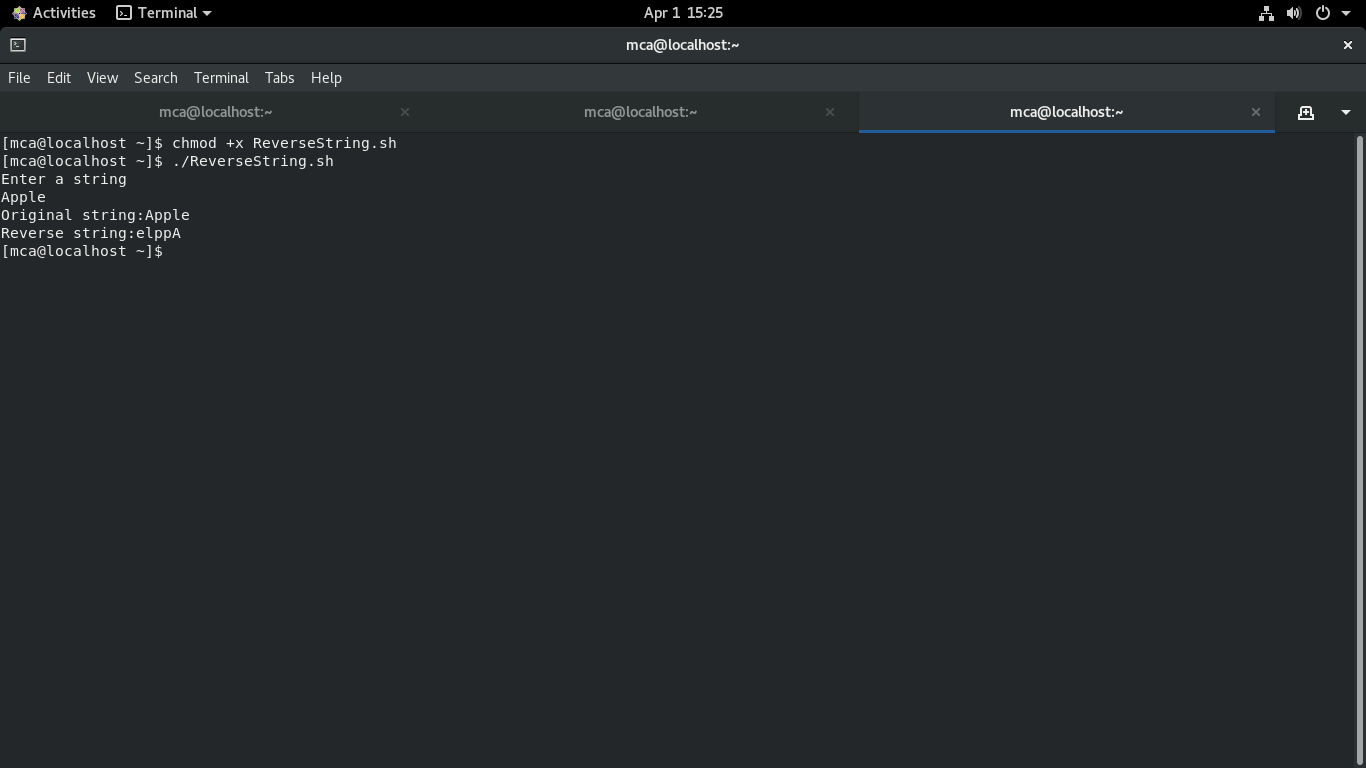 Activities Terminal Apr 1 15:25
mca@localhost:~
File Edit View Search Terminal Tabs Help
mca@localhost:~ mca@localhost:~ mca@localhost:~
[mca@localhost ~]$ chmod +x ReverseString.sh
[mca@localhost ~]$ ./ReverseString.sh
Enter a string
Apple
Original string:Apple
Reverse string:elppA
[mca@localhost ~]$